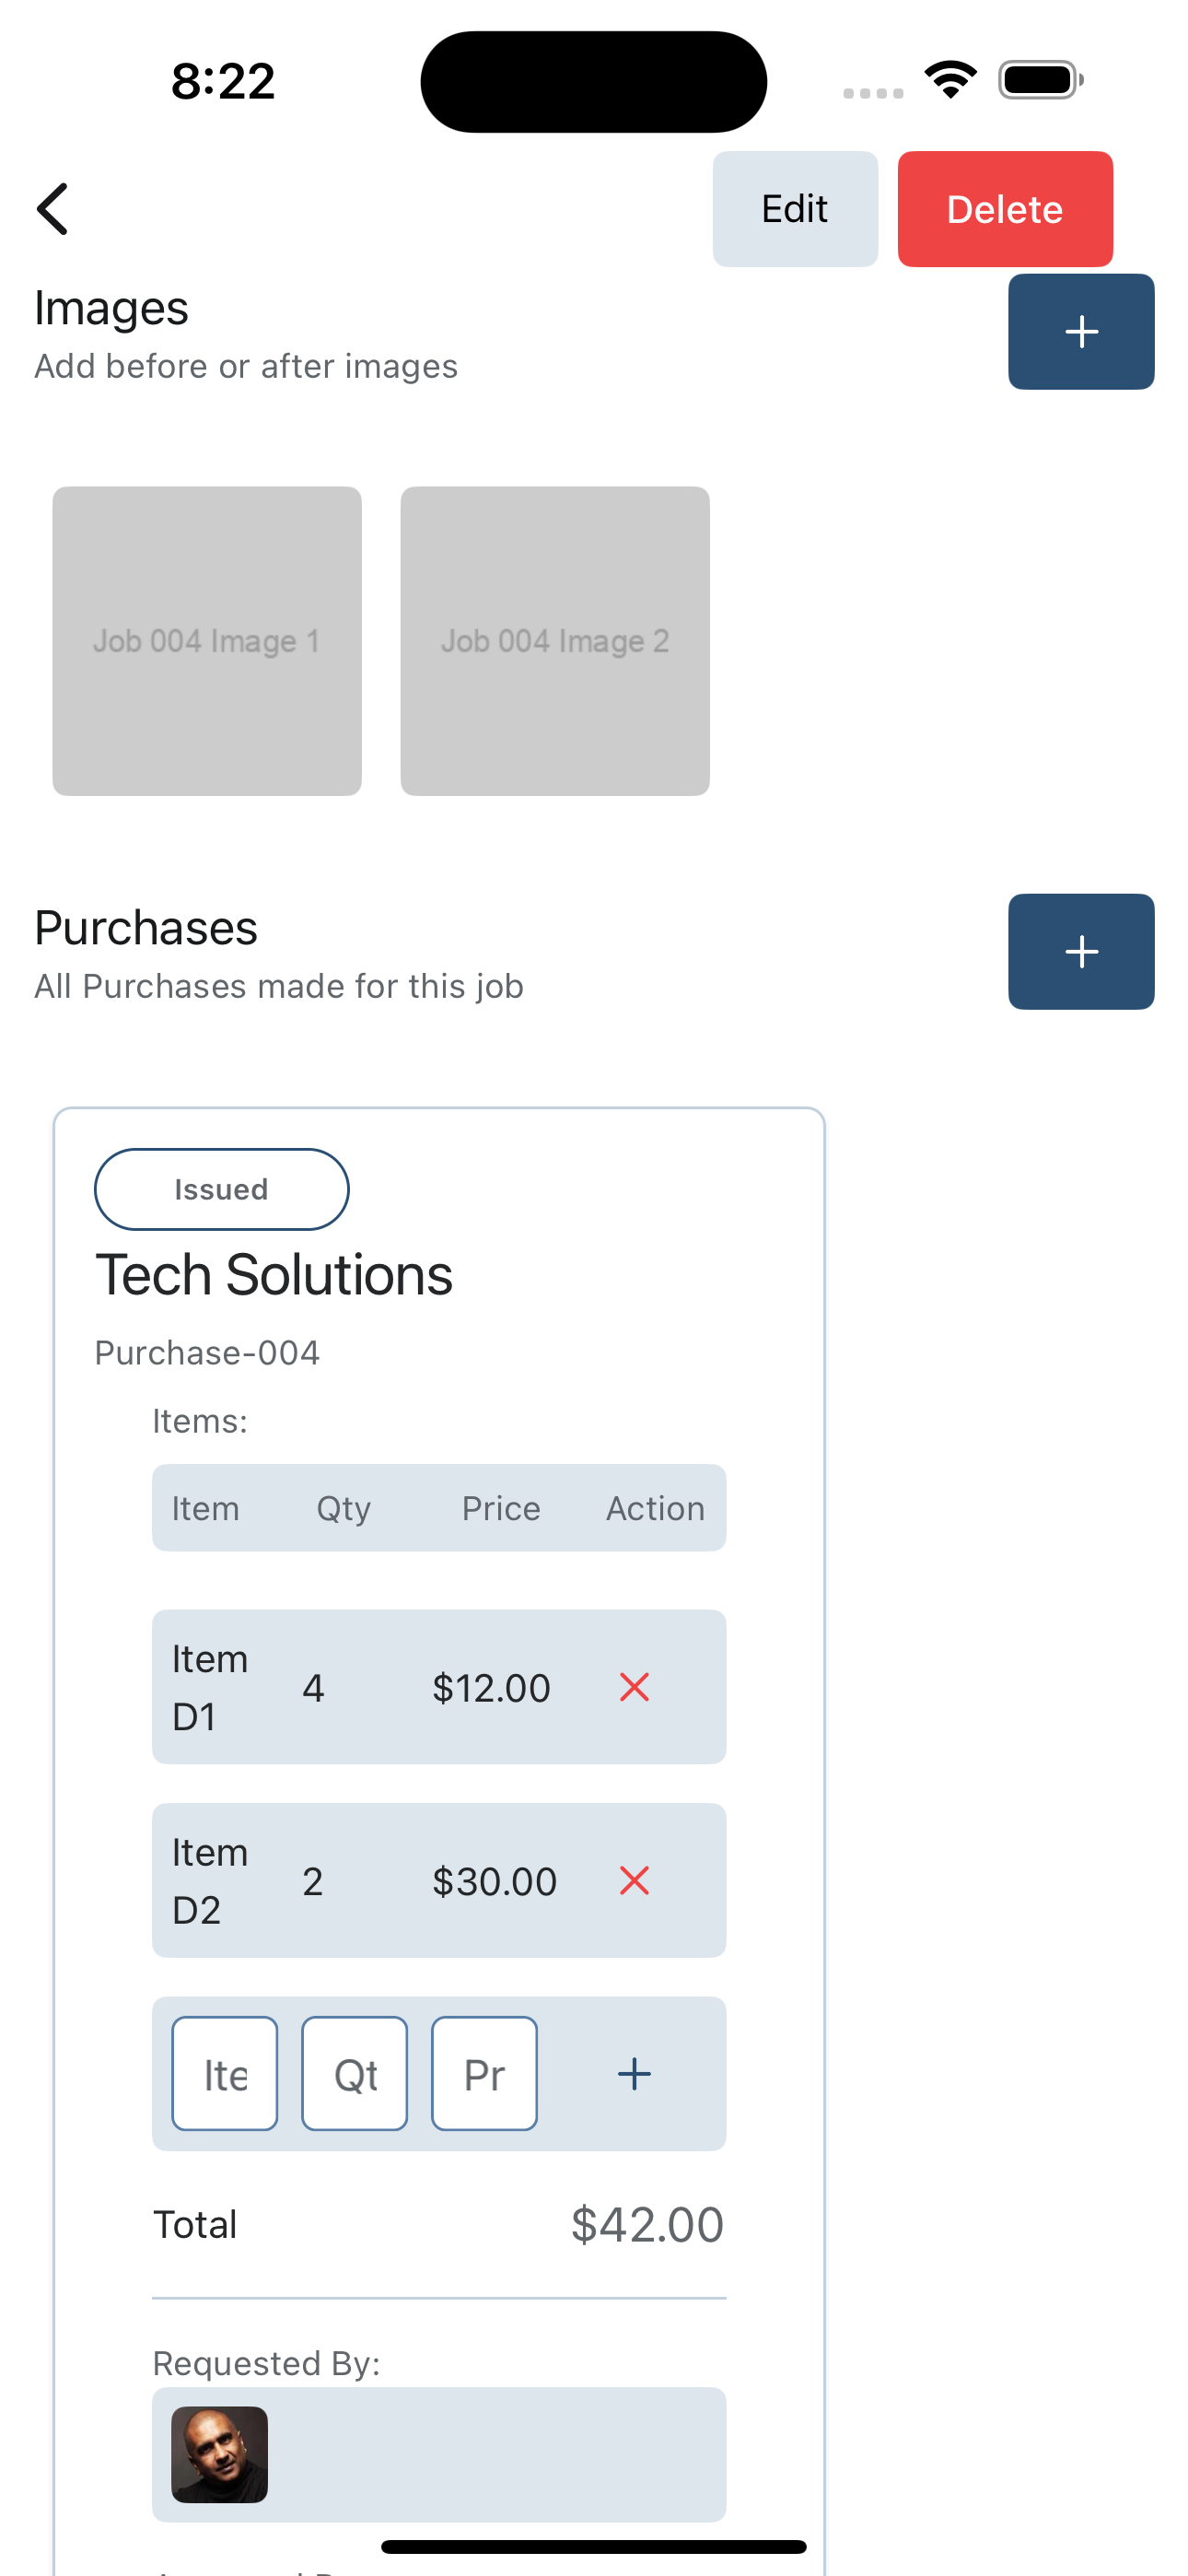 8:22
Edit
Delete
Images
Add before or after images
Job 004 Image 1
Job 004 Image 2
Purchases
All Purchases made for this job
Issued
Tech Solutions
Purchase-004
Items:
Item Qty Price Action
Item D1 4 $12.00
Item D2 2 $30.00
Ite Qt Pr
Total $42.00
Requested By: